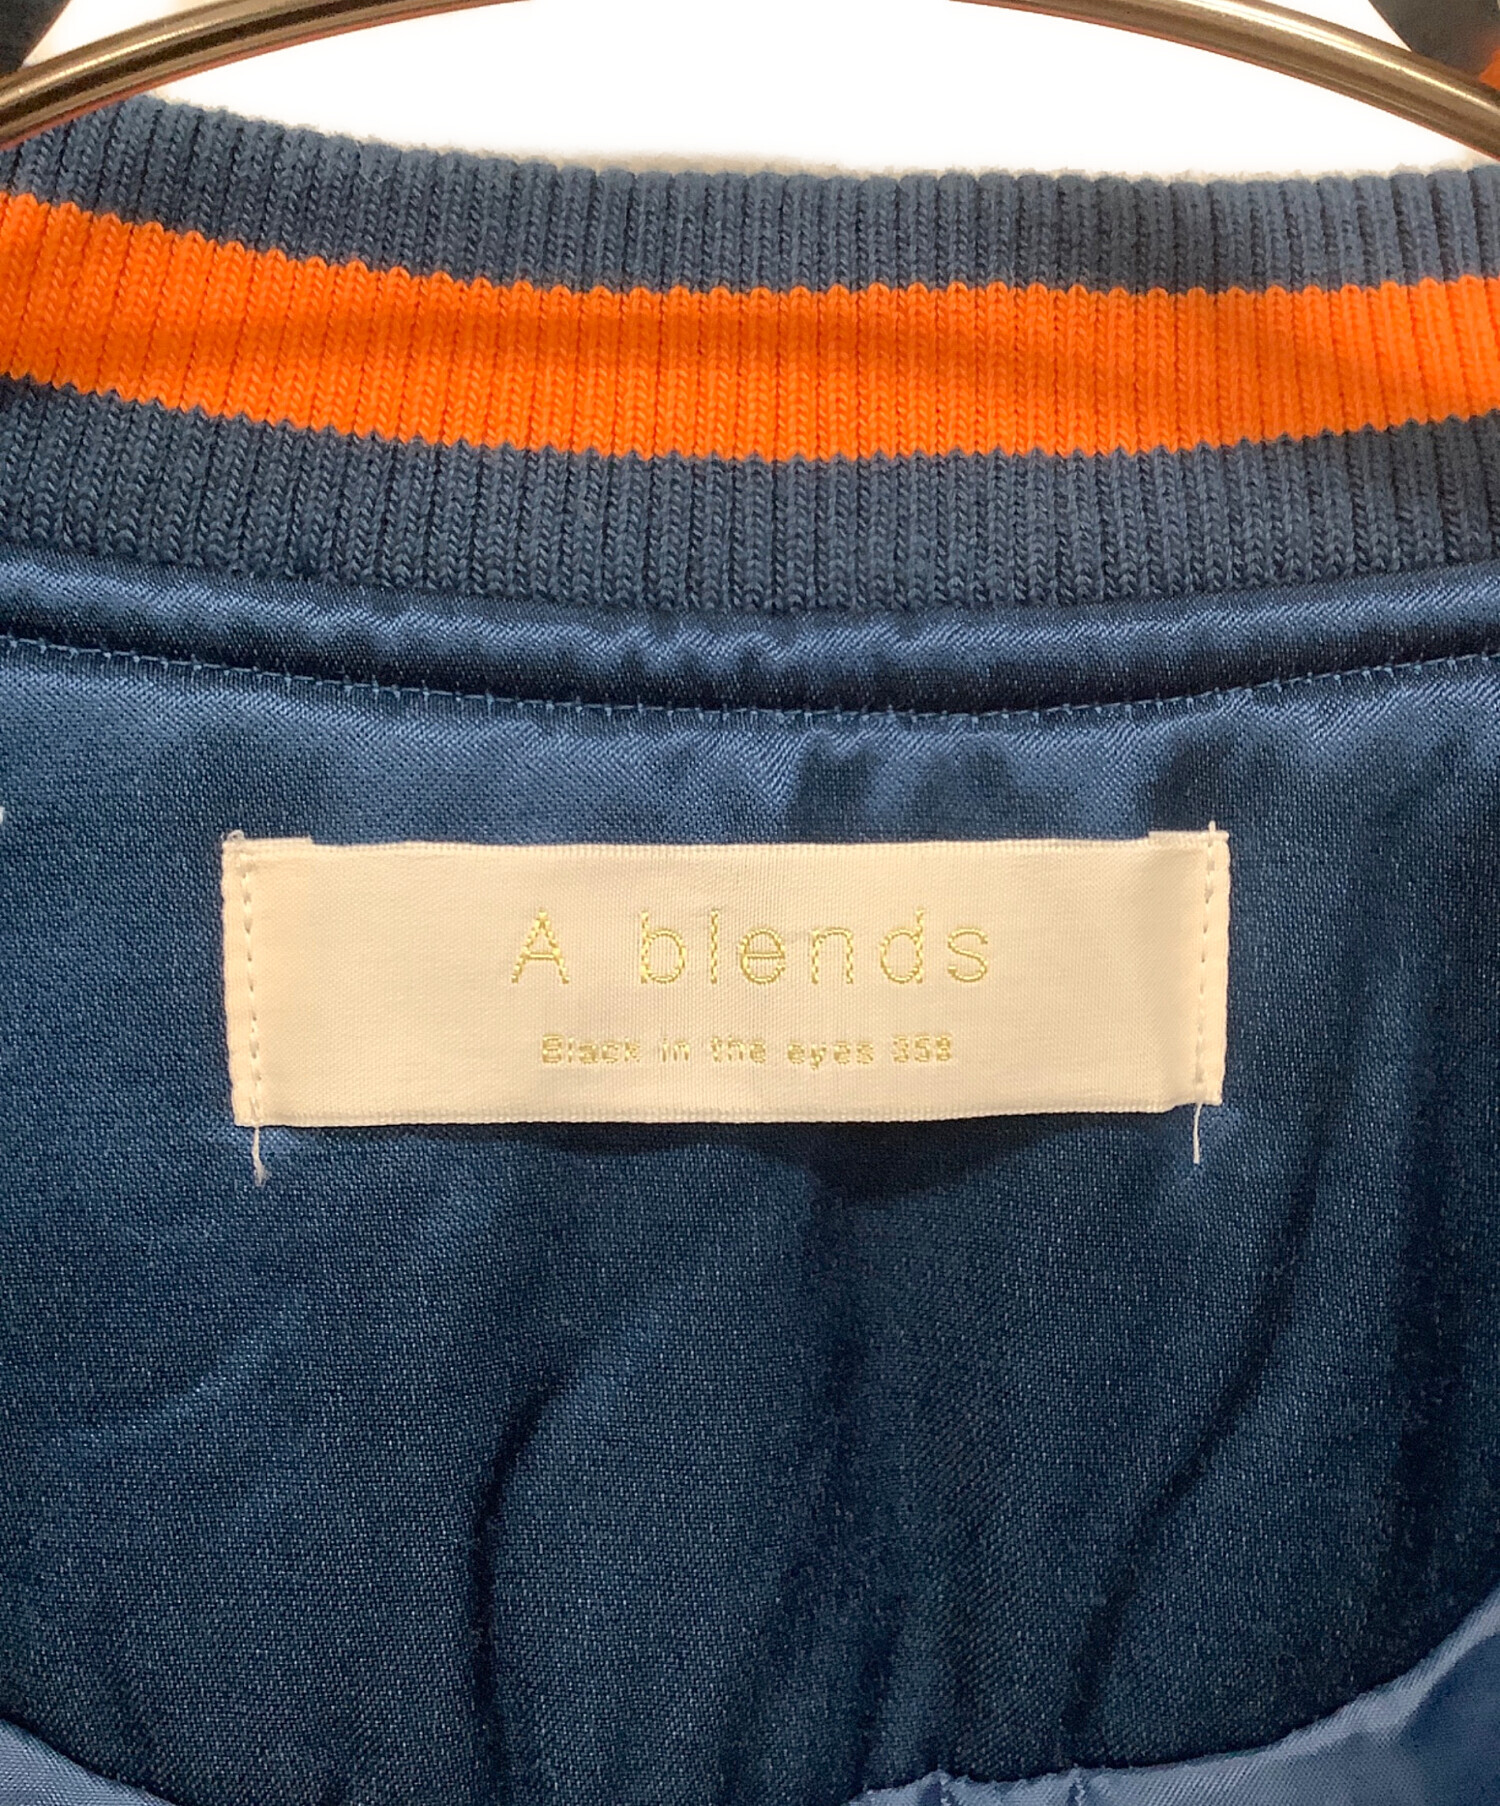 A blends
Black in the eyes 358